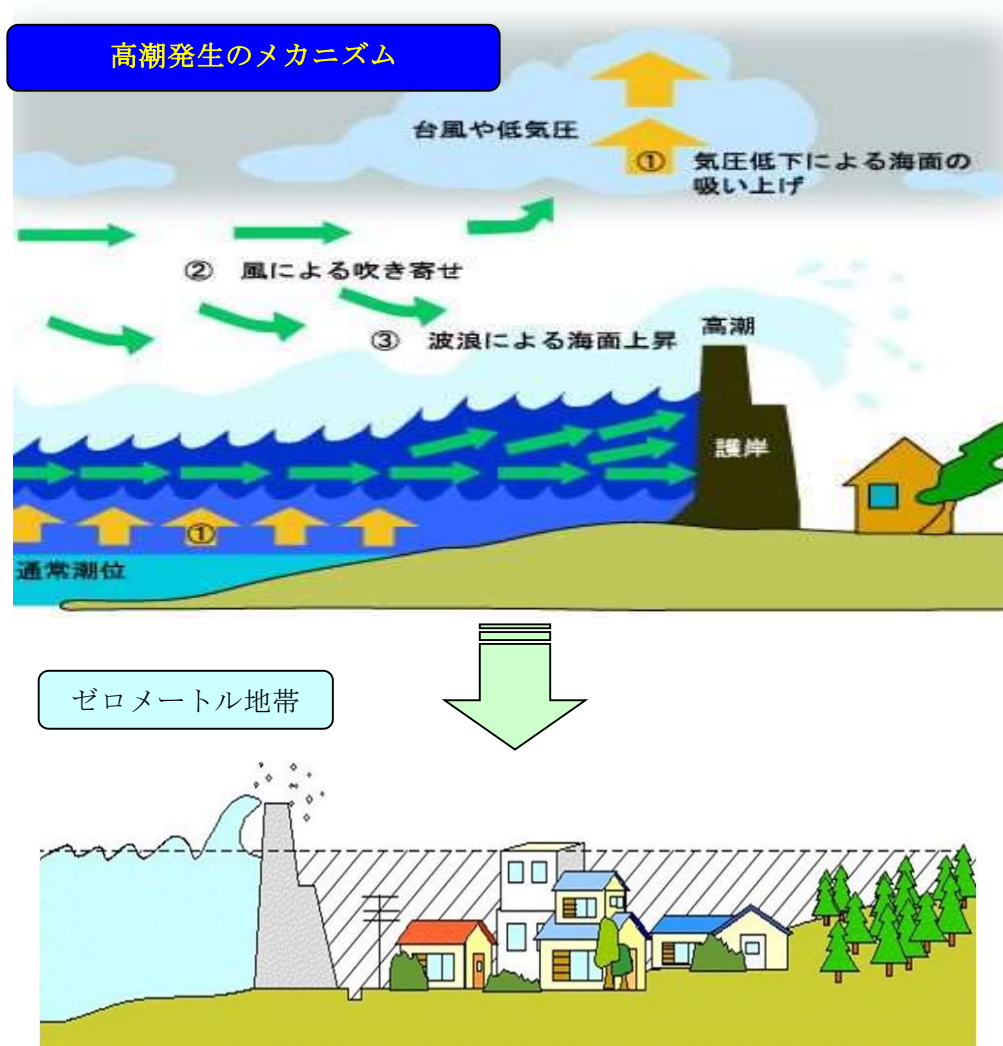 高潮発生のメカニズム
台風や低気圧
① 気圧低下による海面の
吸い上げ
② 風による吹き寄せ
③ 波浪による海面上昇
高潮
護岸
①
通常潮位
ゼロメートル地帯